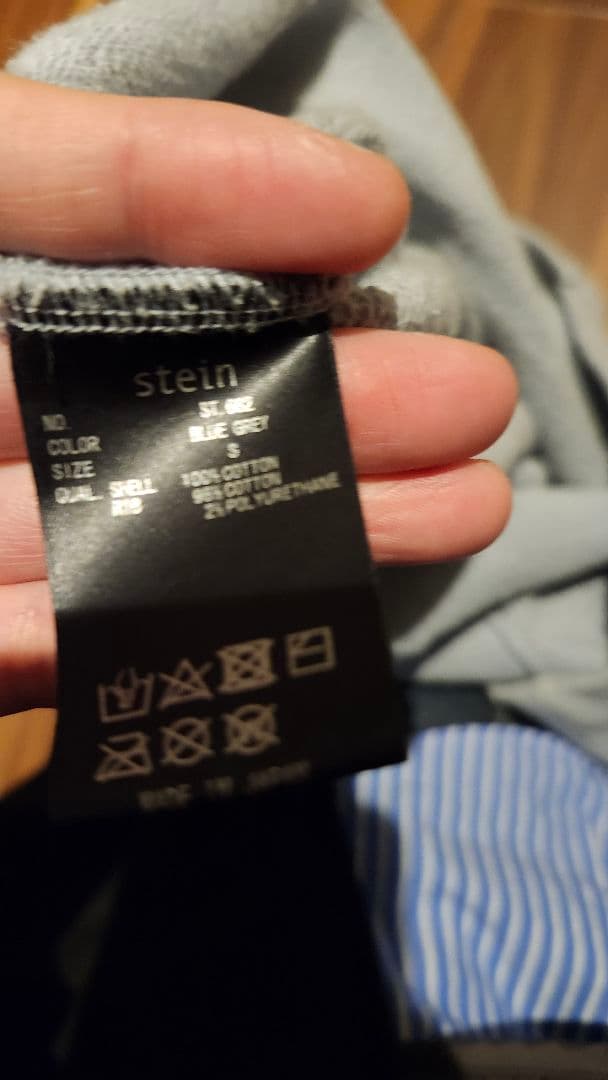 stein
NO.
COLOR BLUE GREY
SIZE S
QUAL. SHELL 100% COTTON
RIB 98% COTTON
2% POLYURETHANE
MADE IN JAPAN